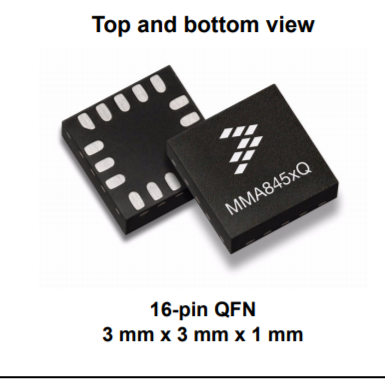 Top and bottom view
MMA845xQ
16-pin QFN
3 mm x 3 mm x 1 mm